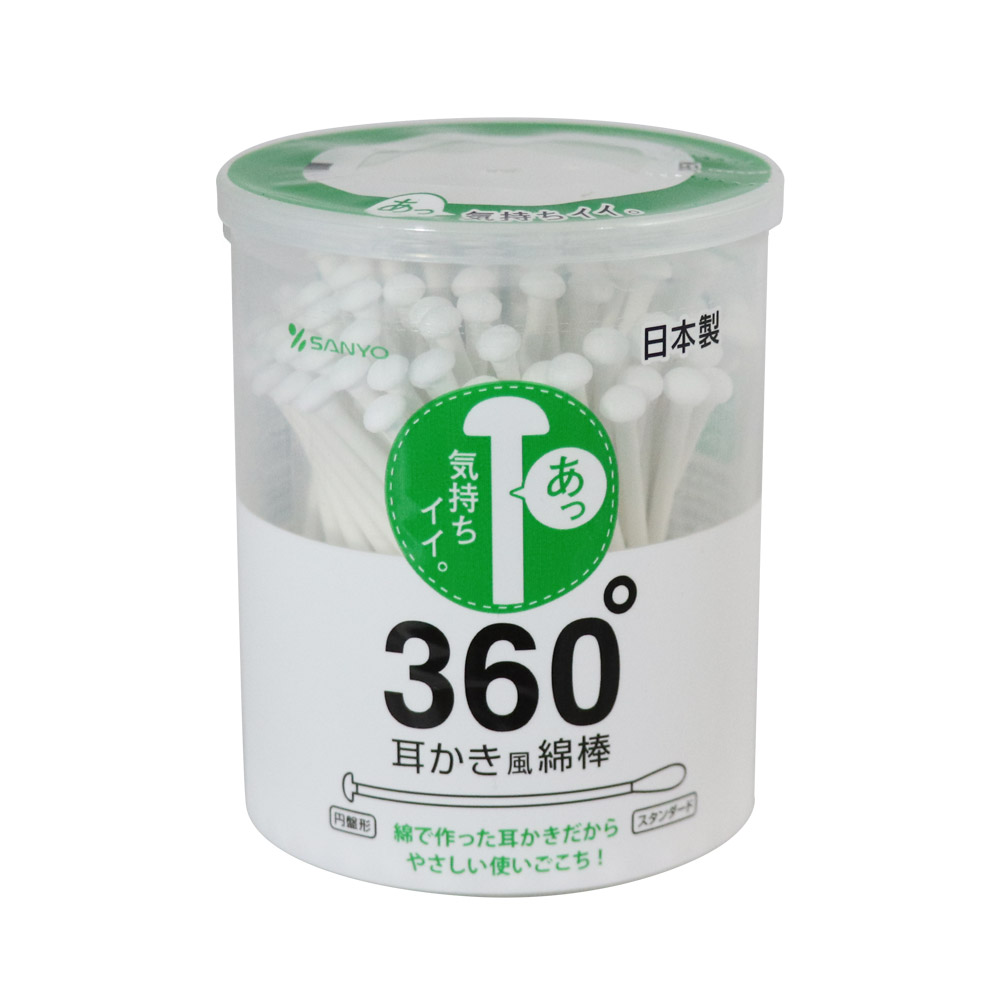 あっ
気持ちイイ。
SANYO
日本製
あっ
気持ち
イイ。
360°
耳かき風綿棒
円盤形
スタンダード
綿で作った耳かきだから
やさしい使いごこち！